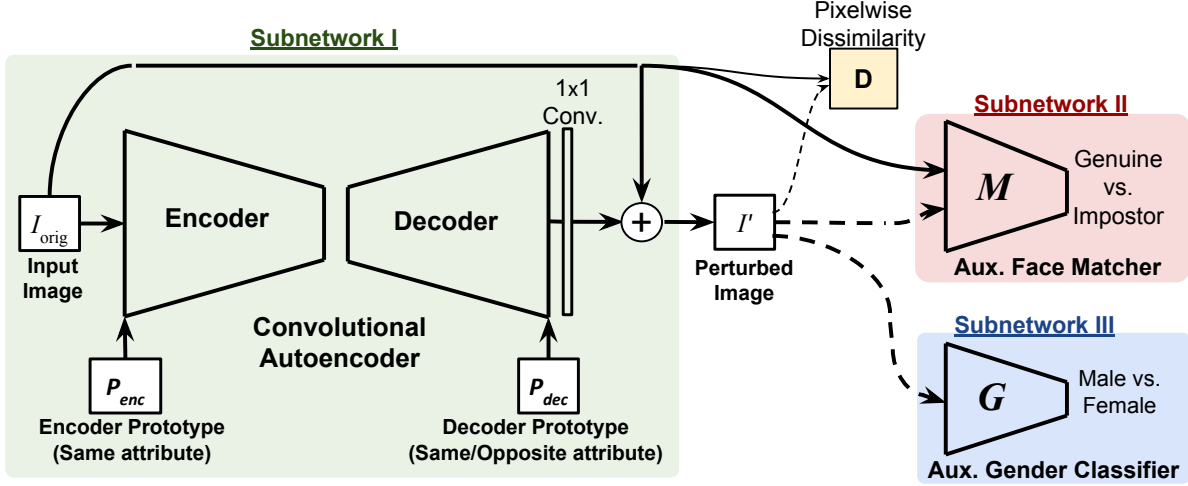 Pixelwise
Dissimilarity
D
Subnetwork I
1x1
Conv.
Encoder
Decoder
I_orig
Input
Image
+
I'
Perturbed
Image
Convolutional
Autoencoder
P_enc
Encoder Prototype
(Same attribute)
P_dec
Decoder Prototype
(Same/Opposite attribute)
Subnetwork II
M
Genuine
vs.
Impostor
Aux. Face Matcher
Subnetwork III
G
Male vs.
Female
Aux. Gender Classifier